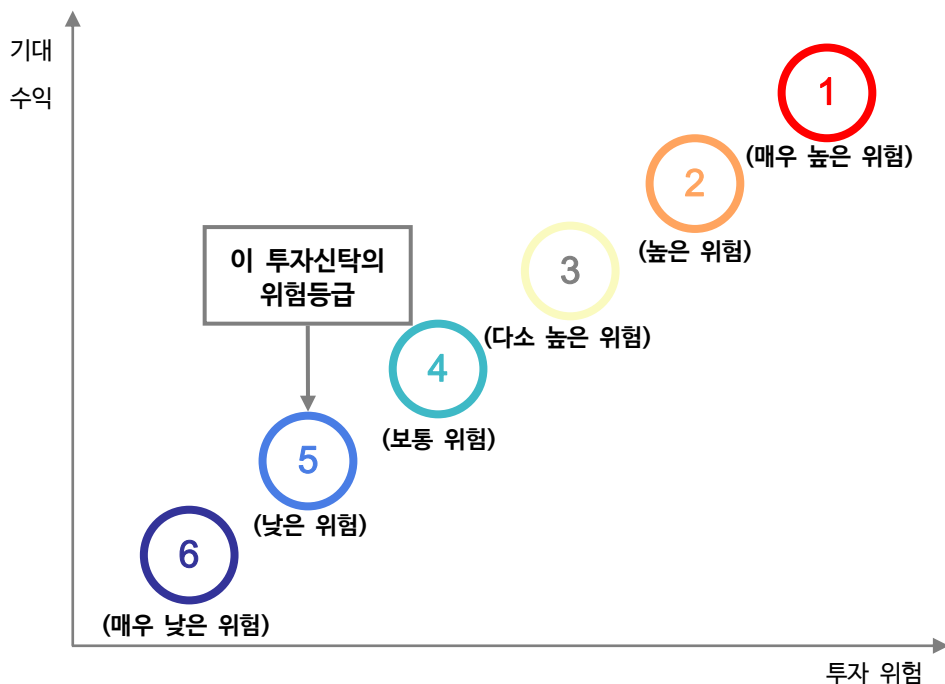 기대
수익
1
(매우 높은 위험)
2
(높은 위험)
이 투자신탁의
위험등급
3
(다소 높은 위험)
4
(보통 위험)
5
(낮은 위험)
6
(매우 낮은 위험)
투자 위험